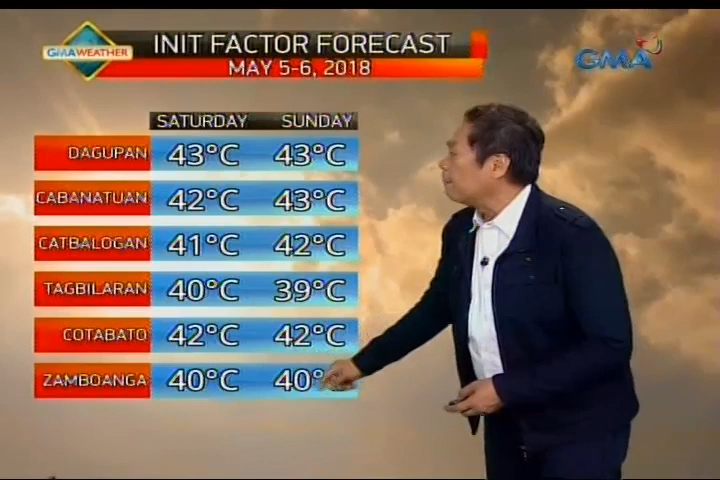 GMA WEATHER
INIT FACTOR FORECAST
MAY 5-6, 2018
GMA
SATURDAY SUNDAY
DAGUPAN 43°C 43°C
CABANATUAN 42°C 43°C
CATBALOGAN 41°C 42°C
TAGBILARAN 40°C 39°C
COTABATO 42°C 42°C
ZAMBOANGA 40°C 40°